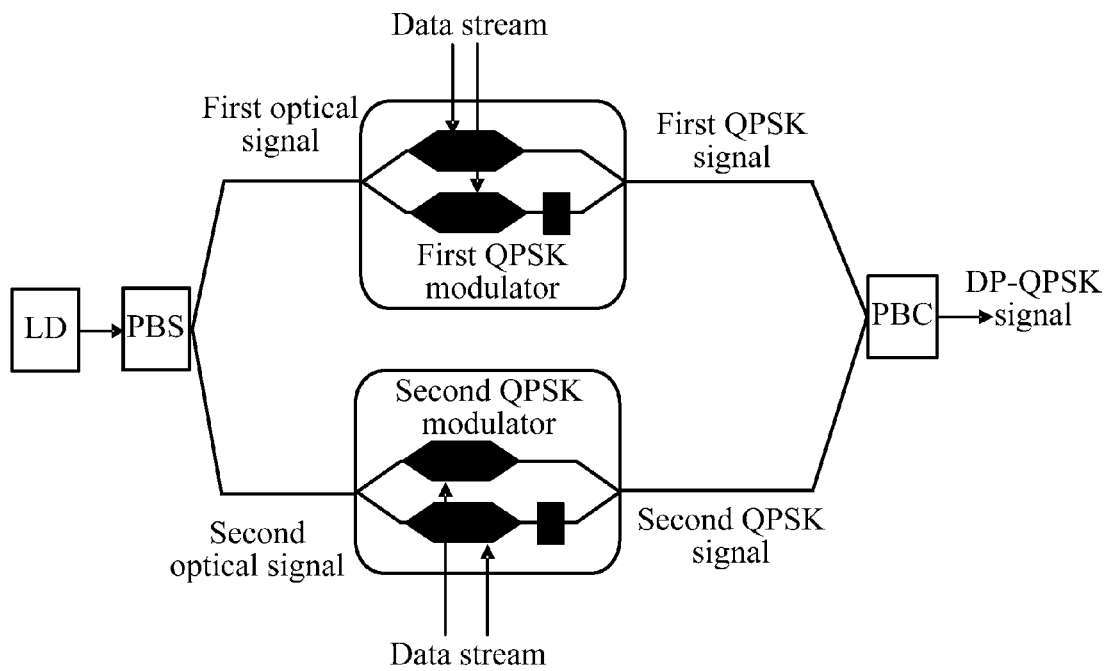 Data stream
First optical
signal
First QPSK
signal
First QPSK
modulator
LD
PBS
PBC
DP-QPSK
signal
Second QPSK
modulator
Second
optical signal
Second QPSK
signal
Data stream